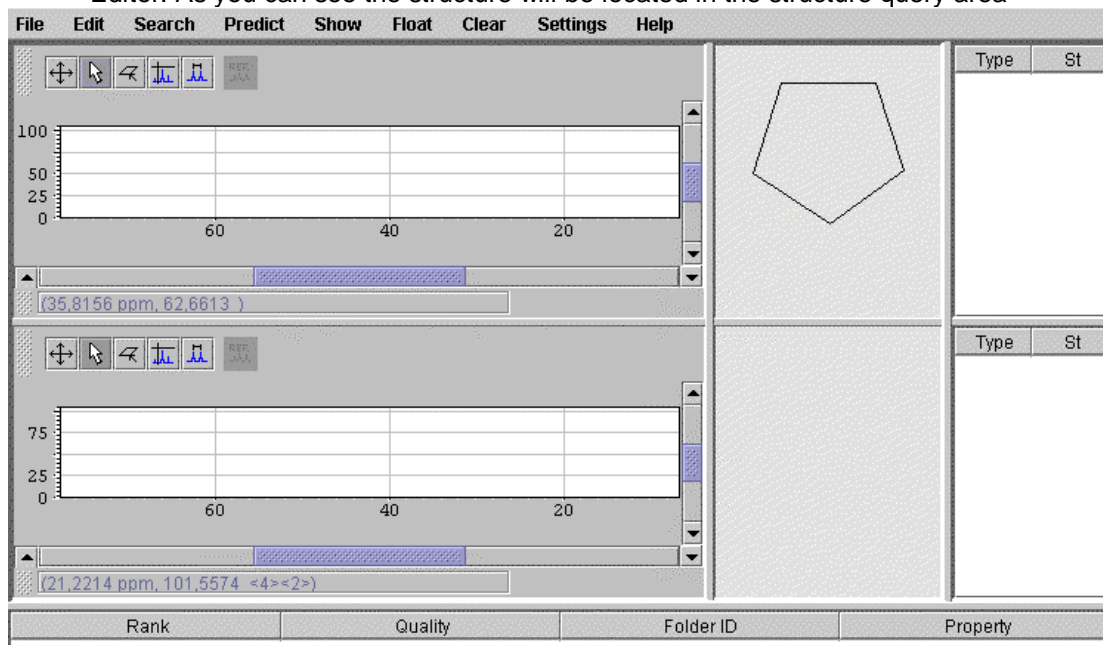 Editor. As you can see the structure will be located in the structure query area
File Edit Search Predict Show Float Clear Settings Help
Type St
100
50
25
0
60 40 20
(35,8156 ppm, 62,6613 )
Type St
75
25
0
60 40 20
(21,2214 ppm, 101,5574 <4><2>)
Rank Quality Folder ID Property